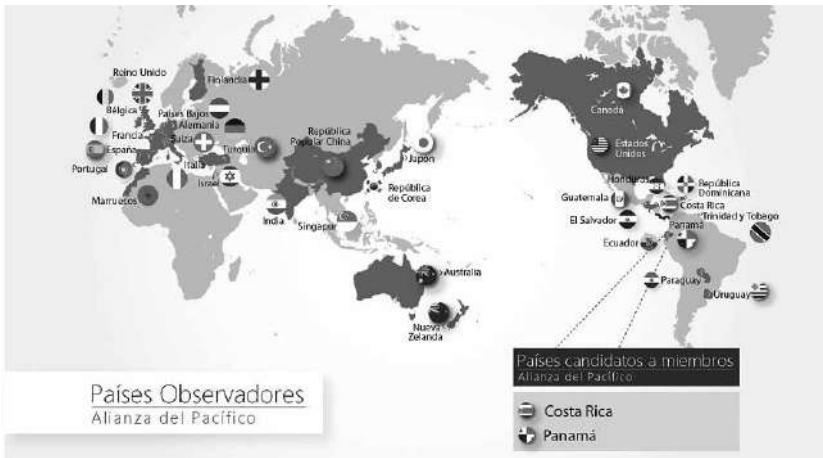 Reino Unido
Finlandia
Bélgica
Países Bajos
Alemania
Francia
Suiza
España
Turquía
Italia
Portugal
Israel
Marruecos
República
Popular China
Japón
República
de Corea
India
Singapur
Australia
Nueva
Zelanda
Canadá
Estados
Unidos
Honduras
República
Dominicana
Guatemala
Costa Rica
El Salvador
Trinidad y Tobago
Panamá
Ecuador
Paraguay
Uruguay
Países candidatos a miembros
Alianza del Pacífico
Costa Rica
Panamá
Países Observadores
Alianza del Pacífico